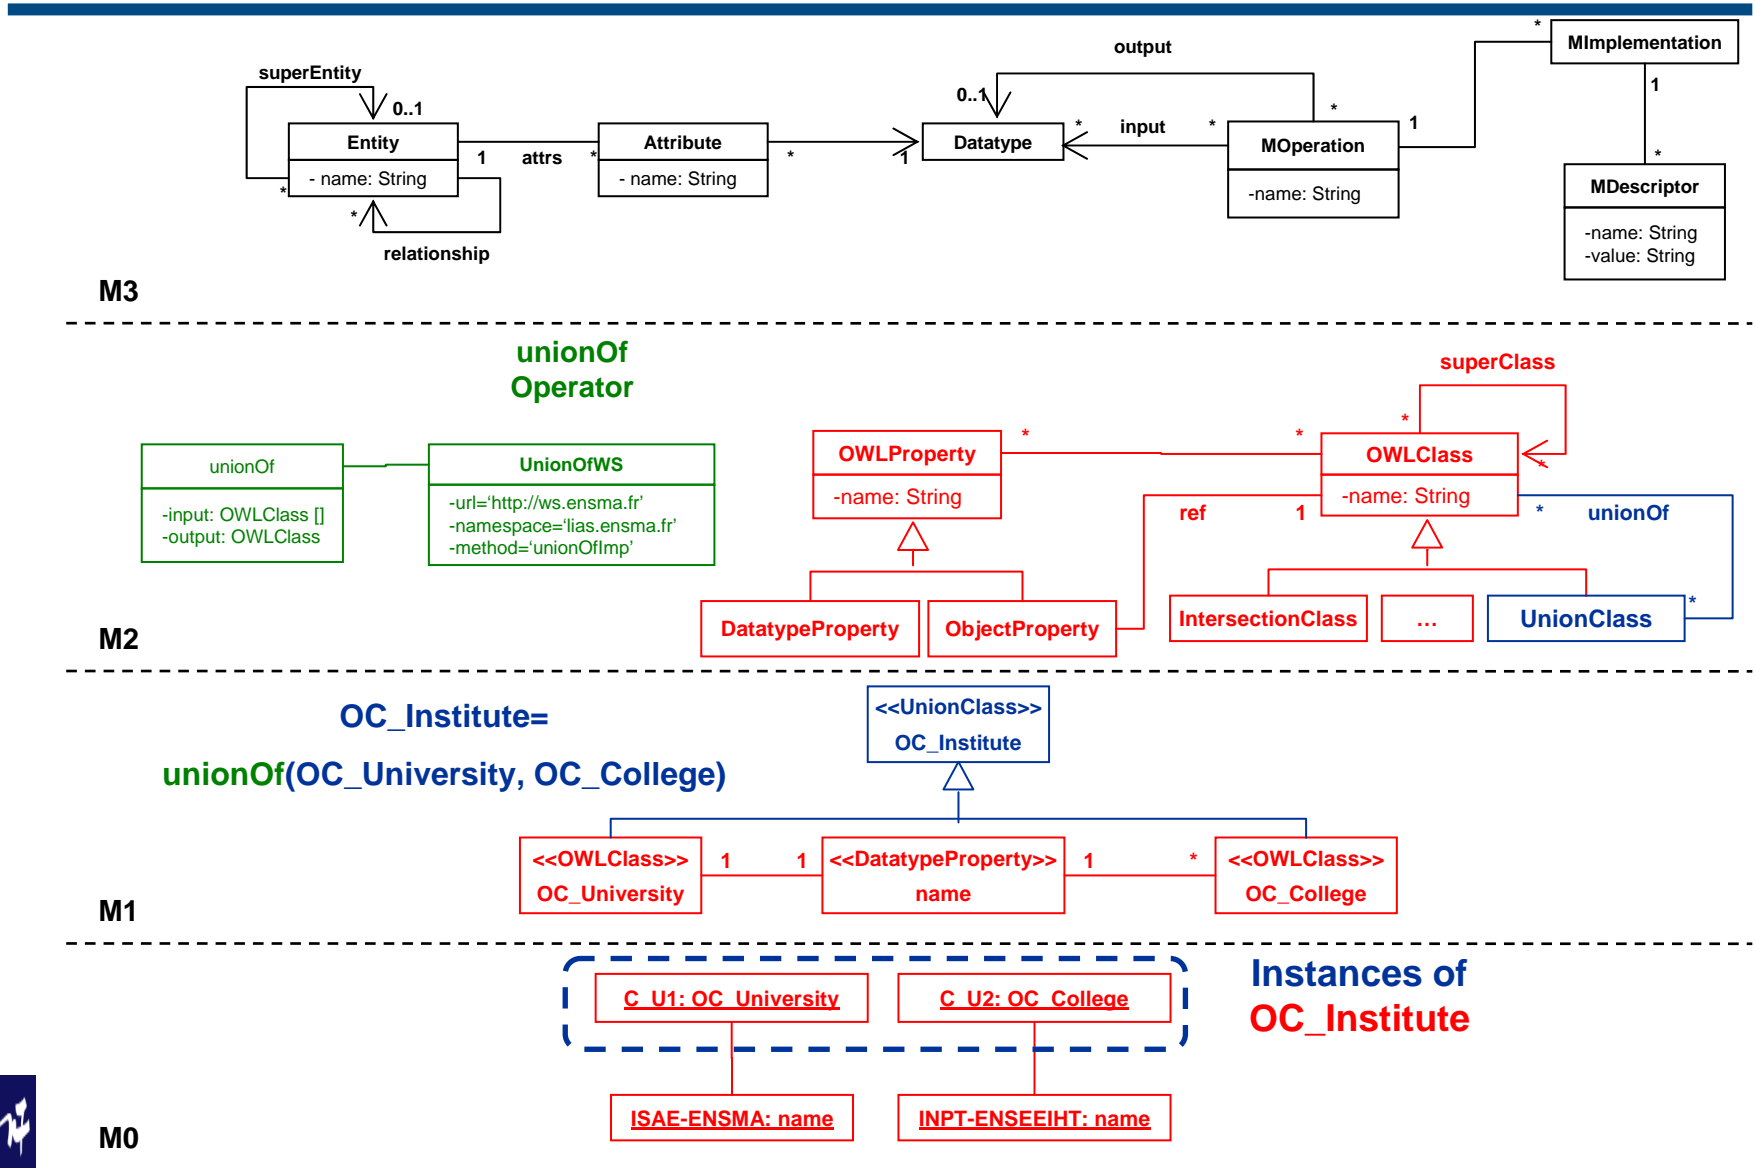 output
*
MImplementation
superEntity
0..1
0..1
*
1
1
Entity
- name: String
*
*
relationship
1
attrs
*
Attribute
- name: String
*
1
Datatype
*
input
*
MOperation
-name: String
*
MDescriptor
-name: String
-value: String
M3
unionOf
Operator
superClass
unionOf
-input: OWLClass []
-output: OWLClass
UnionOfWS
-url=‘http://ws.ensma.fr’
-namespace=‘lias.ensma.fr’
-method=‘unionOfImp’
OWLProperty
-name: String
*
*
*
OWLClass
-name: String
*
ref
1
*
unionOf
DatatypeProperty
ObjectProperty
IntersectionClass
...
UnionClass
*
M2
OC_Institute=
unionOf(OC_University, OC_College)
<<UnionClass>>
OC_Institute
<<OWLClass>>
OC_University
1
1
<<DatatypeProperty>>
name
1
*
<<OWLClass>>
OC_College
M1
C_U1: OC_University
C_U2: OC_College
Instances of
OC_Institute
ISAE-ENSMA: name
INPT-ENSEEIHT: name
M0